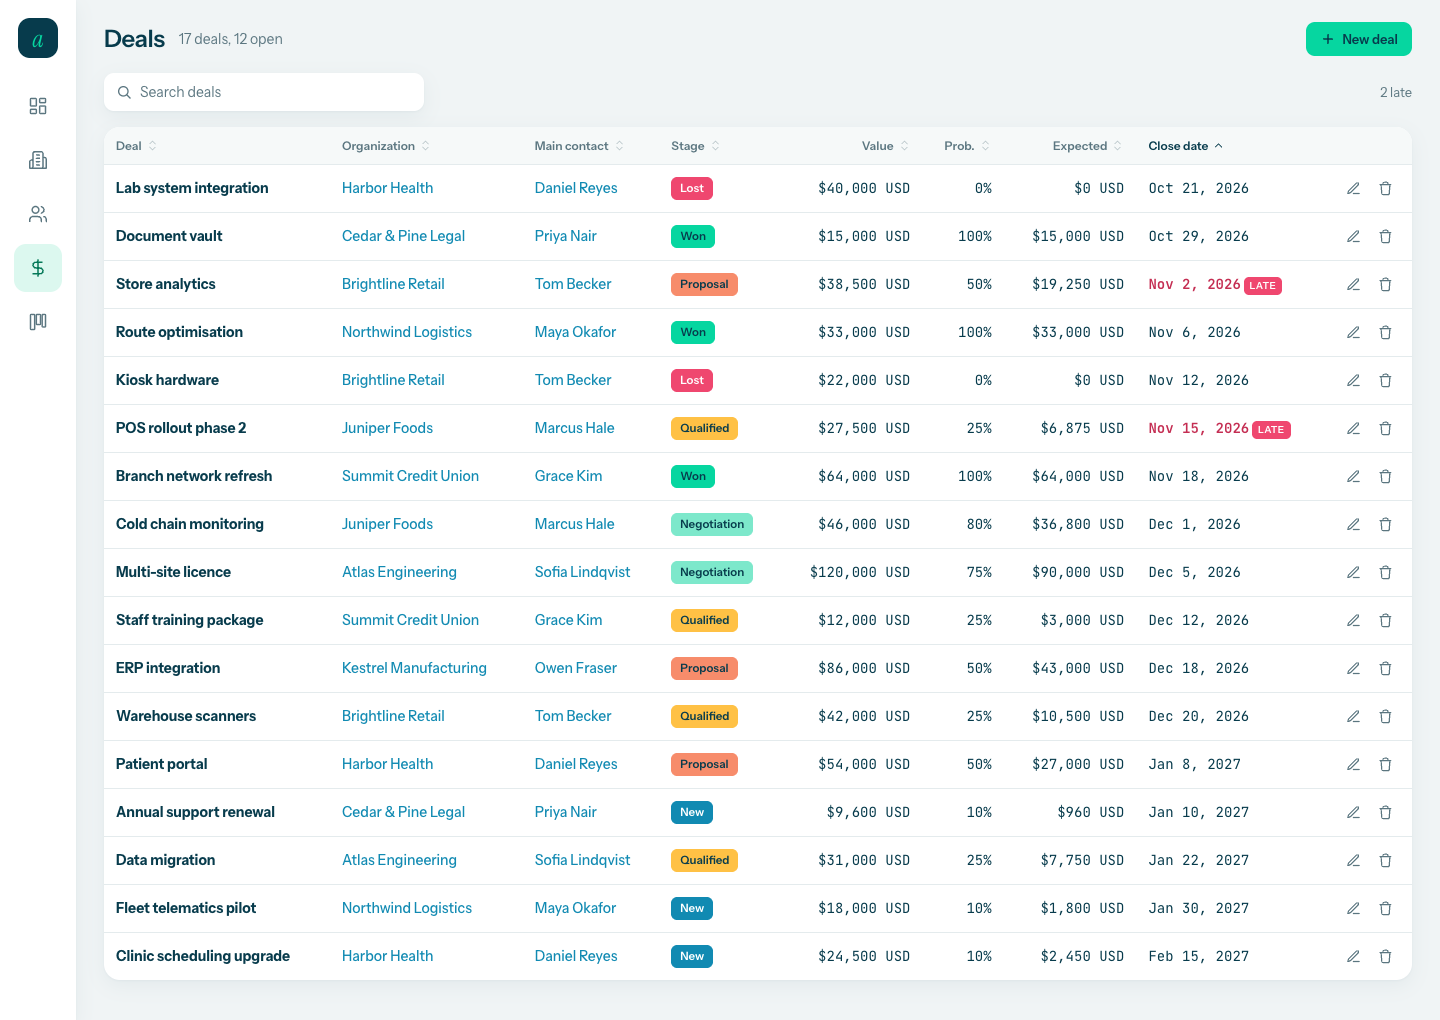 a
Deals 17 deals, 12 open + New deal
Search deals 2 late
Deal Organization Main contact Stage Value Prob. Expected Close date
Lab system integration Harbor Health Daniel Reyes Lost $40,000 USD 0% $0 USD Oct 21, 2026
Document vault Cedar & Pine Legal Priya Nair Won $15,000 USD 100% $15,000 USD Oct 29, 2026
Store analytics Brightline Retail Tom Becker Proposal $38,500 USD 50% $19,250 USD Nov 2, 2026 LATE
Route optimisation Northwind Logistics Maya Okafor Won $33,000 USD 100% $33,000 USD Nov 6, 2026
Kiosk hardware Brightline Retail Tom Becker Lost $22,000 USD 0% $0 USD Nov 12, 2026
POS rollout phase 2 Juniper Foods Marcus Hale Qualified $27,500 USD 25% $6,875 USD Nov 15, 2026 LATE
Branch network refresh Summit Credit Union Grace Kim Won $64,000 USD 100% $64,000 USD Nov 18, 2026
Cold chain monitoring Juniper Foods Marcus Hale Negotiation $46,000 USD 80% $36,800 USD Dec 1, 2026
Multi-site licence Atlas Engineering Sofia Lindqvist Negotiation $120,000 USD 75% $90,000 USD Dec 5, 2026
Staff training package Summit Credit Union Grace Kim Qualified $12,000 USD 25% $3,000 USD Dec 12, 2026
ERP integration Kestrel Manufacturing Owen Fraser Proposal $86,000 USD 50% $43,000 USD Dec 18, 2026
Warehouse scanners Brightline Retail Tom Becker Qualified $42,000 USD 25% $10,500 USD Dec 20, 2026
Patient portal Harbor Health Daniel Reyes Proposal $54,000 USD 50% $27,000 USD Jan 8, 2027
Annual support renewal Cedar & Pine Legal Priya Nair New $9,600 USD 10% $960 USD Jan 10, 2027
Data migration Atlas Engineering Sofia Lindqvist Qualified $31,000 USD 25% $7,750 USD Jan 22, 2027
Fleet telematics pilot Northwind Logistics Maya Okafor New $18,000 USD 10% $1,800 USD Jan 30, 2027
Clinic scheduling upgrade Harbor Health Daniel Reyes New $24,500 USD 10% $2,450 USD Feb 15, 2027